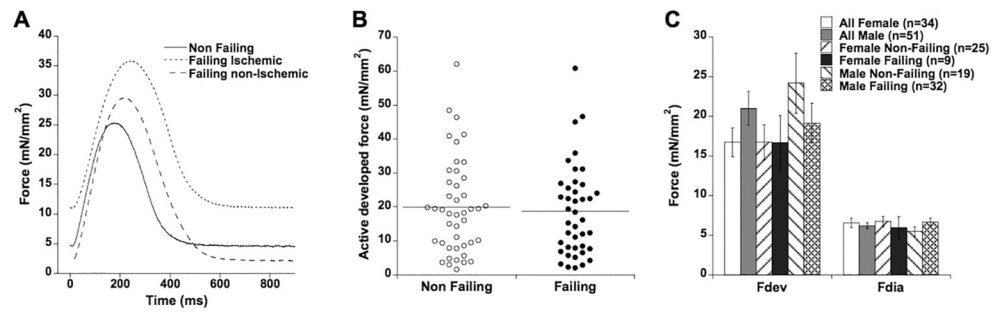 A
40
35
30
25
20
15
10
5
0
Force (mN/mm²)
0
200
400
600
800
Time (ms)
Non Failing
Failing Ischemic
Failing non-Ischemic
B
70
60
50
40
30
20
10
0
Active developed force (mN/mm²)
Non Failing
Failing
C
30
25
20
15
10
5
0
Force (mN/mm²)
Fdev
Fdia
All Female (n=34)
All Male (n=51)
Female Non-Failing (n=25)
Female Failing (n=9)
Male Non-Failing (n=19)
Male Failing (n=32)